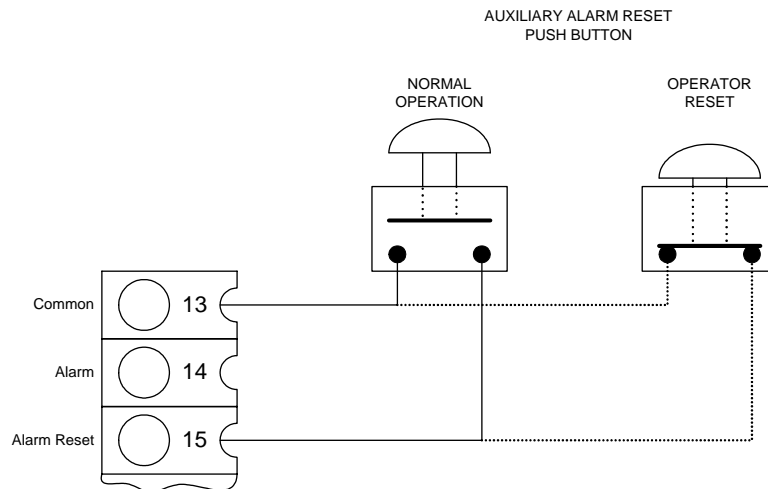 AUXILIARY ALARM RESET
PUSH BUTTON
NORMAL
OPERATION
OPERATOR
RESET
Common 13
Alarm 14
Alarm Reset 15